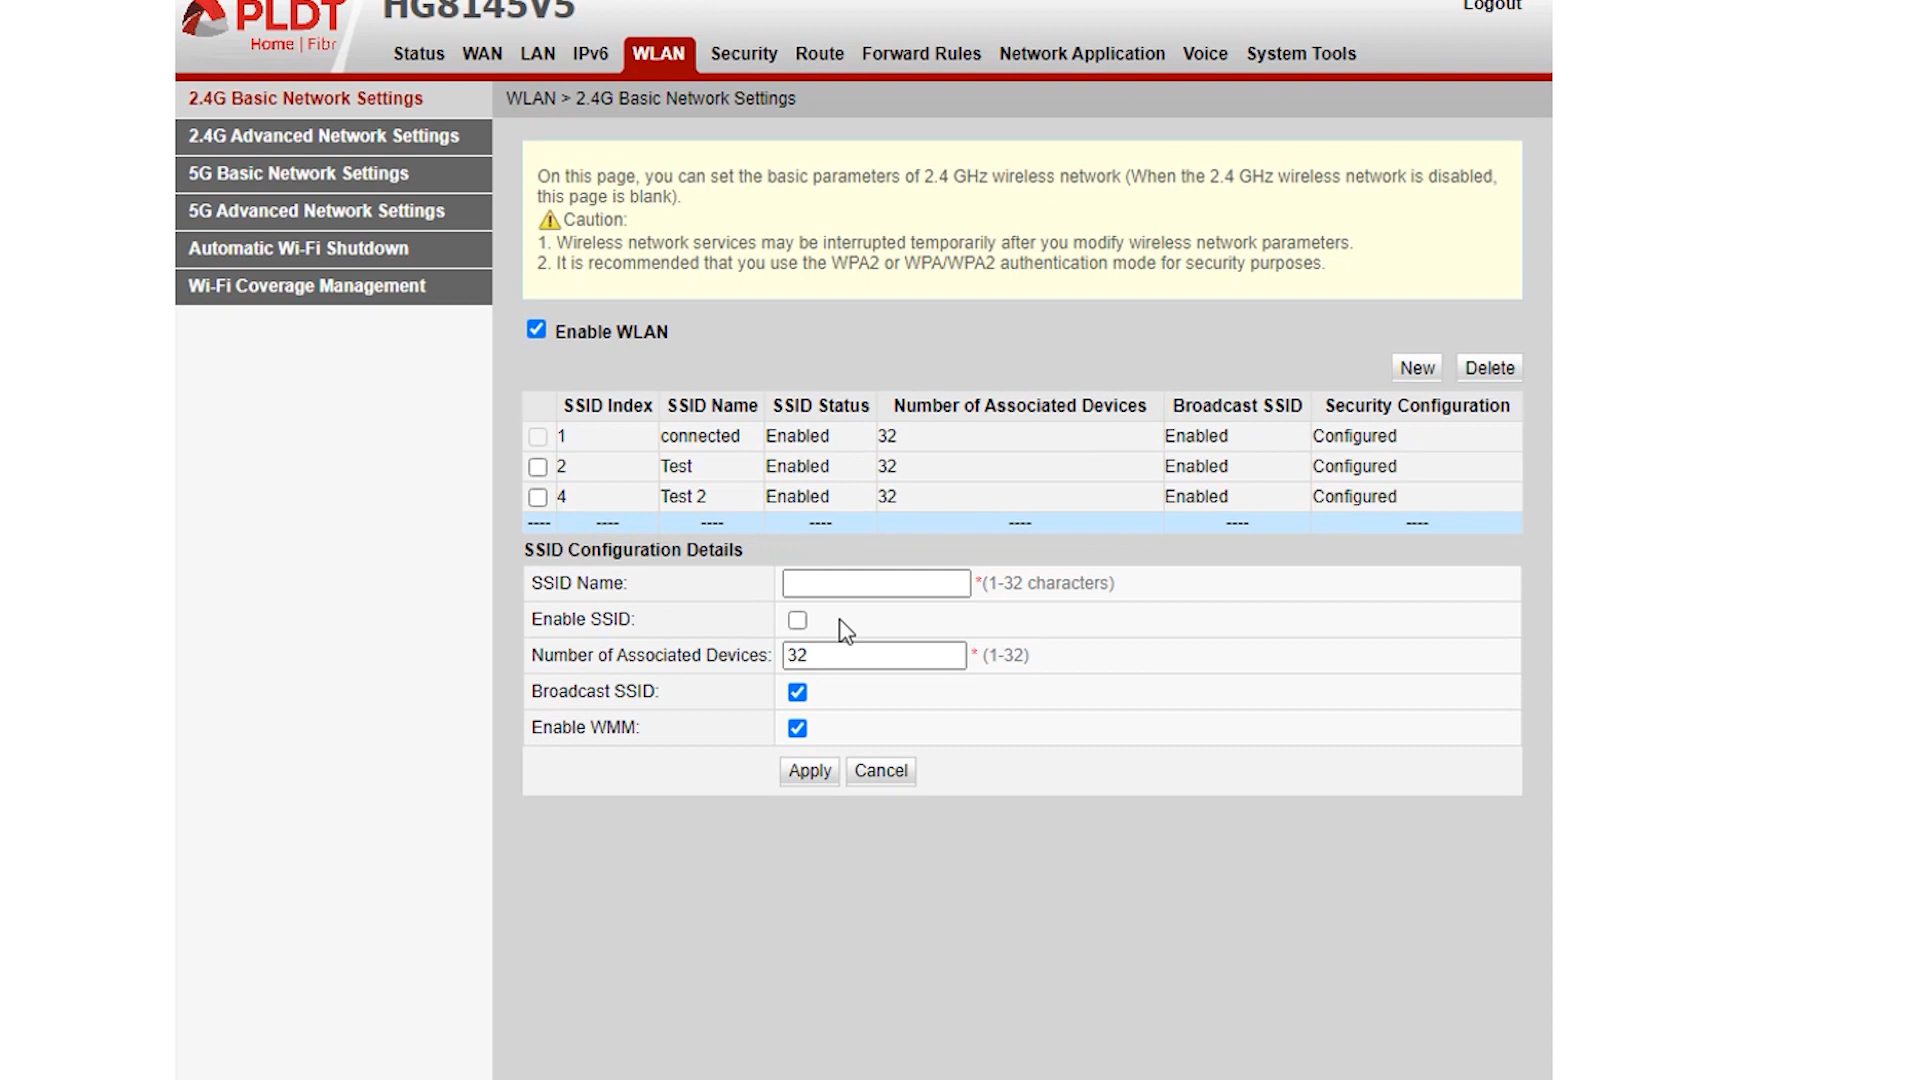 PLDT
Home | Fibr
HG8145V5
Logout
Status WAN LAN IPv6 WLAN Security Route Forward Rules Network Application Voice System Tools
2.4G Basic Network Settings
2.4G Advanced Network Settings
5G Basic Network Settings
5G Advanced Network Settings
Automatic Wi-Fi Shutdown
Wi-Fi Coverage Management
WLAN > 2.4G Basic Network Settings
On this page, you can set the basic parameters of 2.4 GHz wireless network (When the 2.4 GHz wireless network is disabled,
this page is blank).
Caution:
1. Wireless network services may be interrupted temporarily after you modify wireless network parameters.
2. It is recommended that you use the WPA2 or WPA/WPA2 authentication mode for security purposes.
Enable WLAN
New Delete
SSID Index SSID Name SSID Status Number of Associated Devices Broadcast SSID Security Configuration
1 connected Enabled 32 Enabled Configured
2 Test Enabled 32 Enabled Configured
4 Test 2 Enabled 32 Enabled Configured
---- ---- ---- ---- ---- ---- ----
SSID Configuration Details
SSID Name: *(1-32 characters)
Enable SSID:
Number of Associated Devices: 32 * (1-32)
Broadcast SSID:
Enable WMM:
Apply Cancel